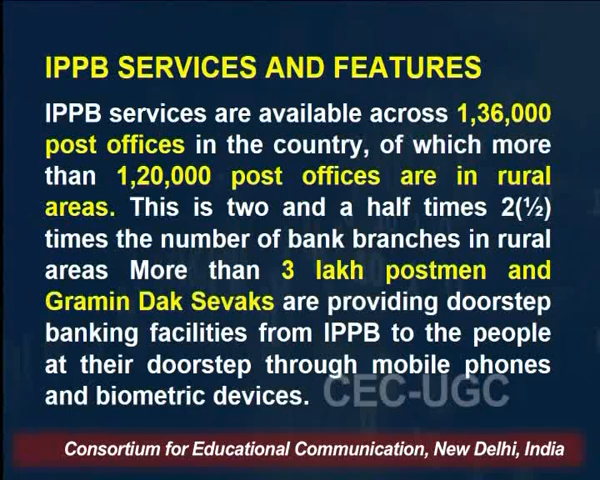 IPPB SERVICES AND FEATURES
IPPB services are available across 1,36,000
post offices in the country, of which more
than 1,20,000 post offices are in rural
areas. This is two and a half times 2(½)
times the number of bank branches in rural
areas More than 3 lakh postmen and
Gramin Dak Sevaks are providing doorstep
banking facilities from IPPB to the people
at their doorstep through mobile phones
and biometric devices.
CEC-UGC
Consortium for Educational Communication, New Delhi, India